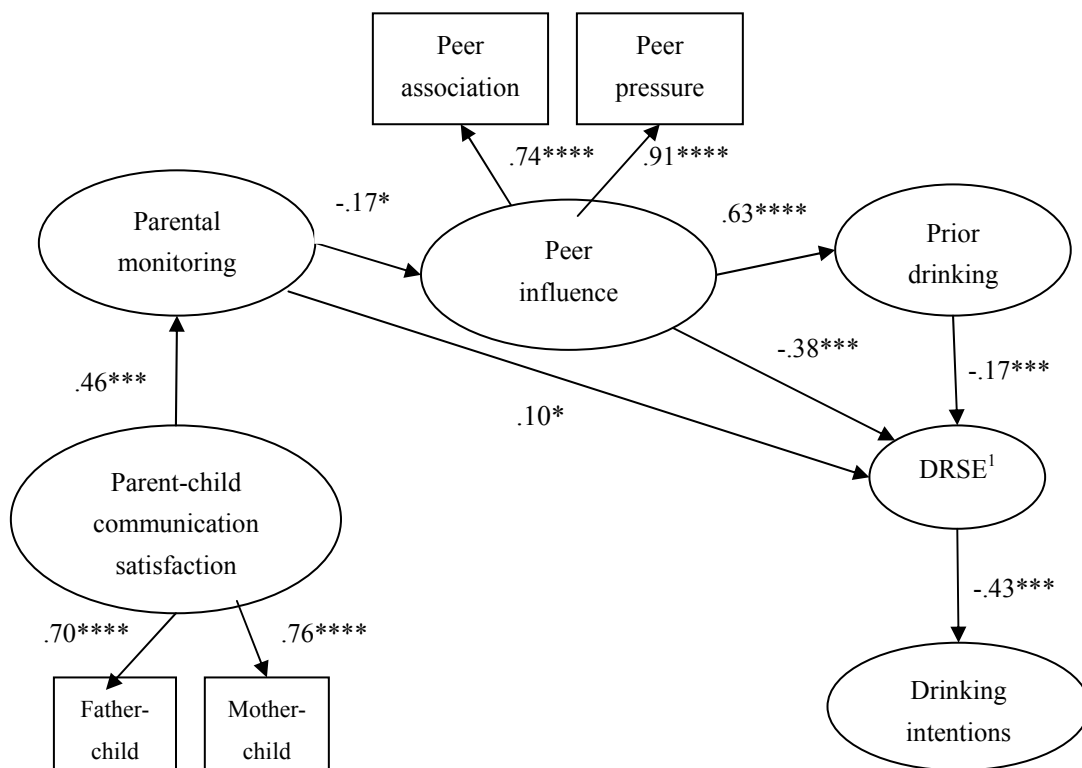 Peer
association
Peer
pressure
.74****
.91****
Parental
monitoring
-.17*
Peer
influence
.63****
Prior
drinking
.46***
-.38***
-.17***
.10*
DRSE¹
Parent-child
communication
satisfaction
-.43***
.70****
.76****
Father-
child
Mother-
child
Drinking
intentions